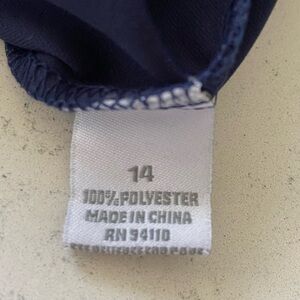 14
100% POLYESTER
MADE IN CHINA
RN 94110